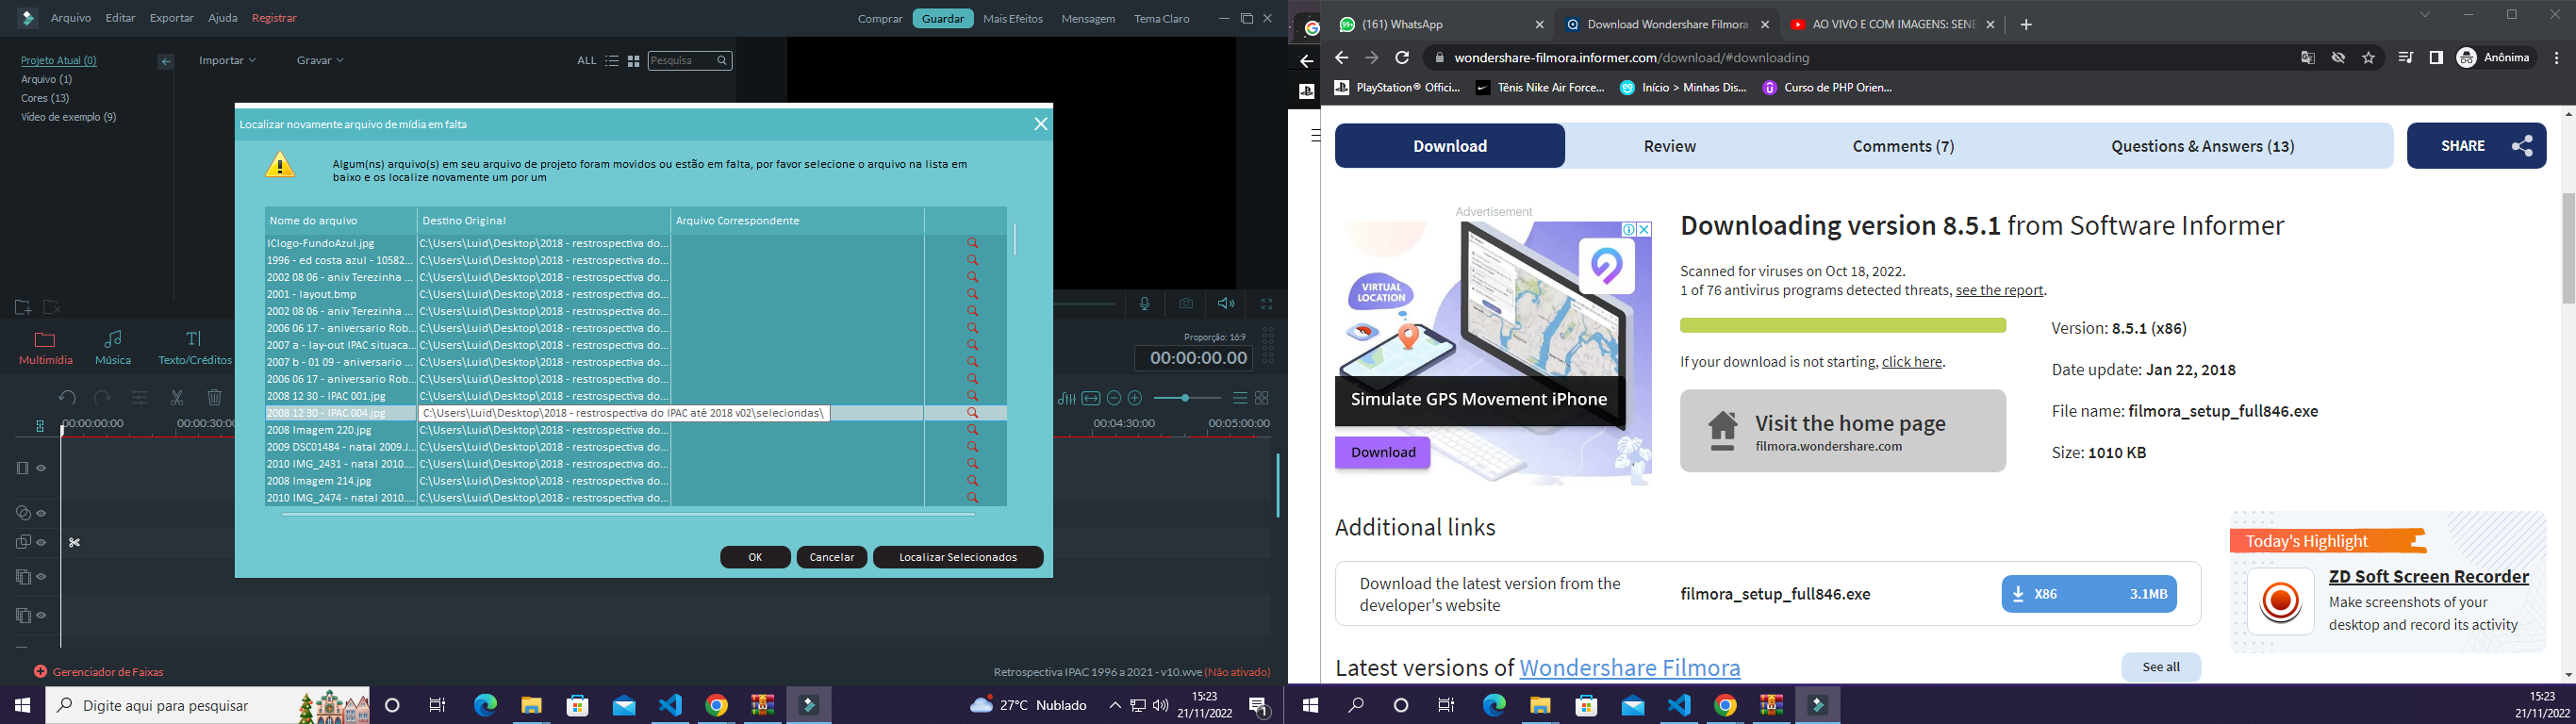 Arquivo Editar Exportar Ajuda Registrar
Comprar Guardar Mais Efeitos Mensagem Tema Claro
Projeto Atual (0)
Arquivo (1)
Cores (13)
Vídeo de exemplo (9)
Importar Gravar ALL Pesquisa
Localizar novamente arquivo de mídia em falta
Algum(ns) arquivo(s) em seu arquivo de projeto foram movidos ou estão em falta, por favor selecione o arquivo na lista em
baixo e os localize novamente um por um
Nome do arquivo Destino Original Arquivo Correspondente
IClogo-FundoAzul.jpg C:\Users\Luid\Desktop\2018 - restrospectiva do...
1996 - ed costa azul - 10582... C:\Users\Luid\Desktop\2018 - restrospectiva do...
2002 08 06 - aniv Terezinha ... C:\Users\Luid\Desktop\2018 - restrospectiva do...
2001 - layout.bmp C:\Users\Luid\Desktop\2018 - restrospectiva do...
2002 08 06 - aniv Terezinha ... C:\Users\Luid\Desktop\2018 - restrospectiva do...
2006 06 17 - aniversario Rob... C:\Users\Luid\Desktop\2018 - restrospectiva do...
2007 a - lay-out IPAC situaca... C:\Users\Luid\Desktop\2018 - restrospectiva do...
2007 b - 01 09 - aniversario ... C:\Users\Luid\Desktop\2018 - restrospectiva do...
2006 06 17 - aniversario Rob... C:\Users\Luid\Desktop\2018 - restrospectiva do...
2008 12 30 - IPAC 001.jpg C:\Users\Luid\Desktop\2018 - restrospectiva do...
2008 12 30 - IPAC 004.jpg C:\Users\Luid\Desktop\2018 - restrospectiva do IPAC até 2018 v02\seleciondas\
2008 Imagem 220.jpg C:\Users\Luid\Desktop\2018 - restrospectiva do...
2009 DSC01484 - natal 2009.J... C:\Users\Luid\Desktop\2018 - restrospectiva do...
2010 IMG_2431 - natal 2010.... C:\Users\Luid\Desktop\2018 - restrospectiva do...
2008 Imagem 214.jpg C:\Users\Luid\Desktop\2018 - restrospectiva do...
2010 IMG_2474 - natal 2010.... C:\Users\Luid\Desktop\2018 - restrospectiva do...
OK Cancelar Localizar Selecionados
Proporção: 16:9
00:00:00.00
Multimídia Música Texto/Créditos
00:00:00:00 00:00:30:00 00:04:30:00 00:05:00:00
Gerenciador de Faixas
Retrospectiva IPAC 1996 a 2021 - v10.wve (Não ativado)
Digite aqui para pesquisar
27°C Nublado
15:23
21/11/2022
1
99+ (161) WhatsApp
Download Wondershare Filmora
AO VIVO E COM IMAGENS: SENE
wondershare-filmora.informer.com/download/#downloading
Anônima
PlayStation® Offici... Tênis Nike Air Force... Início > Minhas Dis... Curso de PHP Orien...
Download Review Comments (7) Questions & Answers (13) SHARE
Advertisement
VIRTUAL
LOCATION
Simulate GPS Movement iPhone
Download
Downloading version 8.5.1 from Software Informer
Scanned for viruses on Oct 18, 2022.
1 of 76 antivirus programs detected threats, see the report.
If your download is not starting, click here.
Visit the home page
filmora.wondershare.com
Version: 8.5.1 (x86)
Date update: Jan 22, 2018
File name: filmora_setup_full846.exe
Size: 1010 KB
Additional links
Download the latest version from the
developer's website
filmora_setup_full846.exe
X86 3.1MB
Today's Highlight
ZD Soft Screen Recorder
Make screenshots of your
desktop and record its activity
Latest versions of Wondershare Filmora
See all
15:23
21/11/2022